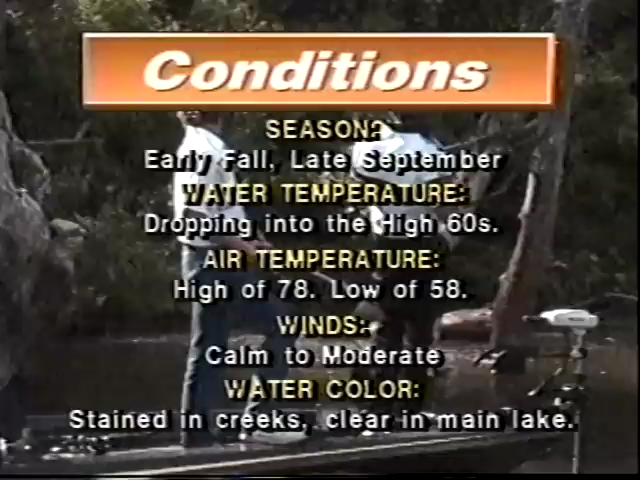 Conditions
SEASON:
Early Fall, Late September
WATER TEMPERATURE:
Dropping into the High 60s.
AIR TEMPERATURE:
High of 78. Low of 58.
WINDS:
Calm to Moderate
WATER COLOR:
Stained in creeks, clear in main lake.